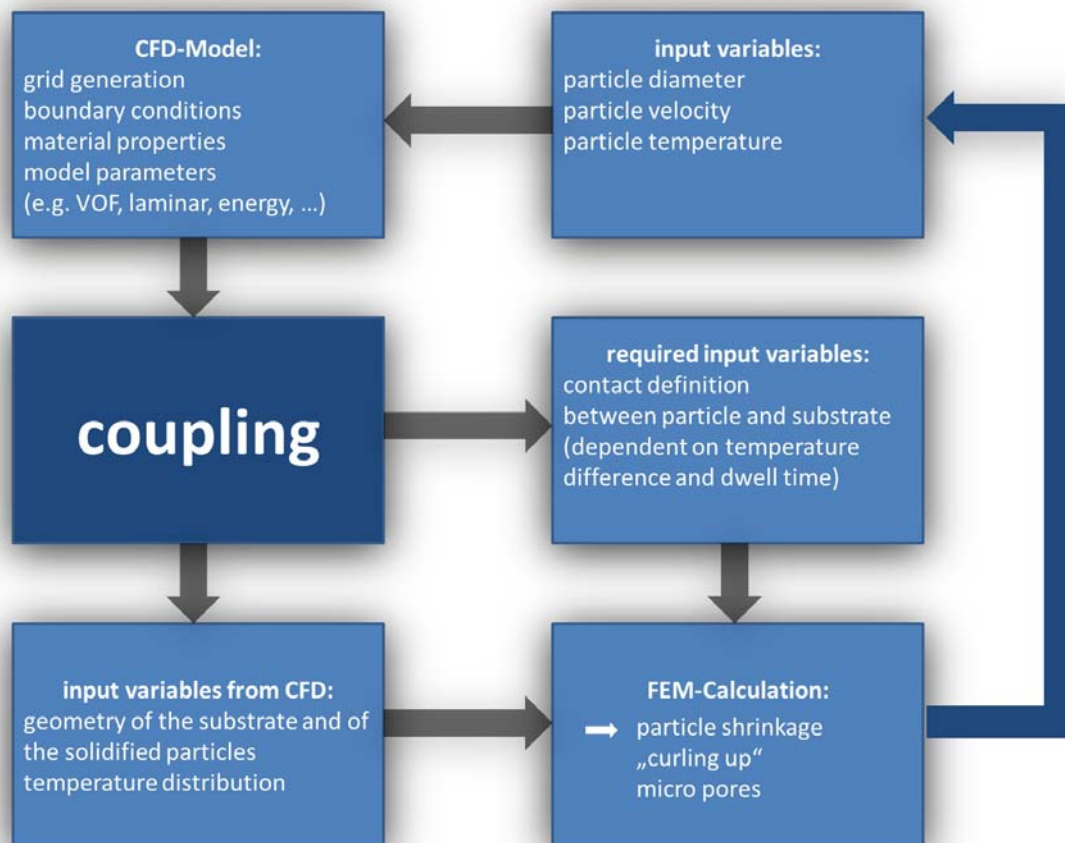 CFD-Model:
grid generation
boundary conditions
material properties
model parameters
(e.g. VOF, laminar, energy, ...)
input variables:
particle diameter
particle velocity
particle temperature
coupling
required input variables:
contact definition
between particle and substrate
(dependent on temperature
difference and dwell time)
input variables from CFD:
geometry of the substrate and of
the solidified particles
temperature distribution
FEM-Calculation:
particle shrinkage
„curling up“
micro pores